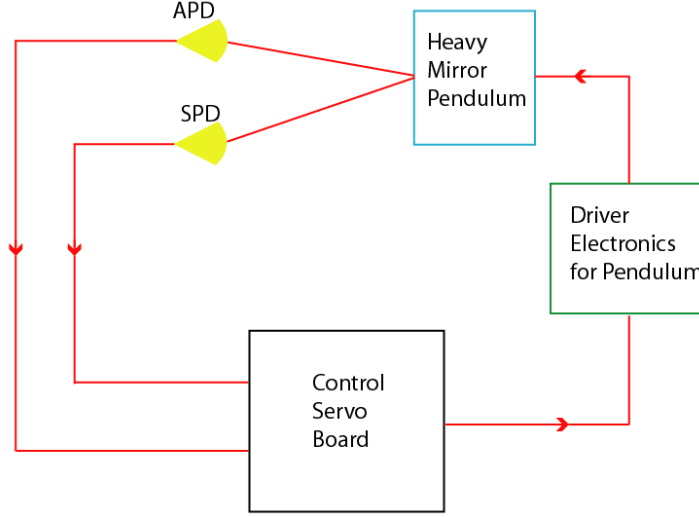 APD
SPD
Heavy
Mirror
Pendulum
Driver
Electronics
for Pendulum
Control
Servo
Board